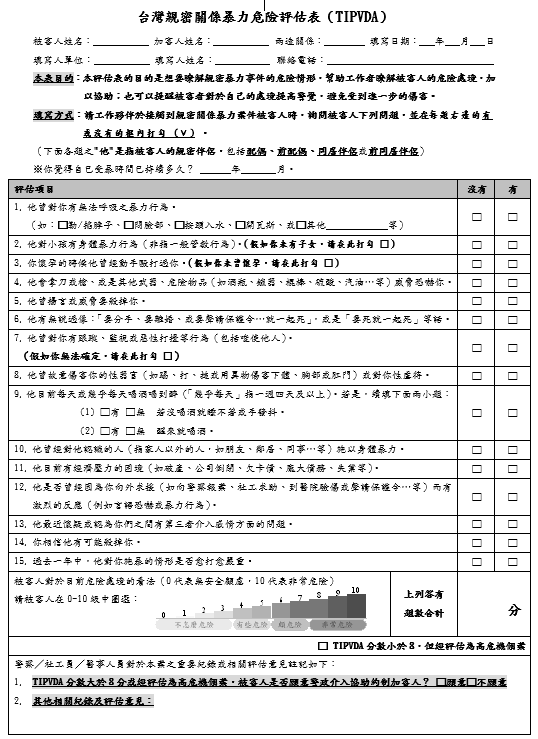 台灣親密關係暴力危險評估表（TIPVDA）
被害人姓名：＿＿＿＿＿ 加害人姓名：＿＿＿＿＿ 兩造關係：＿＿＿＿ 填寫日期：＿＿年＿＿月＿＿日
填寫人單位：＿＿＿＿＿ 填寫人姓名：＿＿＿＿＿ 聯絡電話：＿＿＿＿＿＿＿＿
本表目的：本評估表的目的是想要瞭解親密暴力事件的危險情形，幫助工作者瞭解被害人的危險處境，加
以協助；也可以提醒被害者對於自己的處境提高警覺，避免受到進一步的傷害。
填寫方式：請工作夥伴於接觸到親密關係暴力案件被害人時，詢問被害人下列問題，並在每題右邊的有
或沒有的框內打勾（V）。
（下面各題之"他"是指被害人的親密伴侶，包括配偶、前配偶、同居伴侶或前同居伴侶）
※你覺得自己受暴時間已持續多久？＿＿＿＿年＿＿＿＿月。
評估項目 沒有 有
1. 他曾對你有無法呼吸之暴力行為。
（如：□勒/掐脖子、□悶臉部、□按頭入水、□開瓦斯、或□其他＿＿＿＿＿＿等） □ □
2. 他對小孩有身體暴力行為（非指一般管教行為）。（假如你未有子女，請在此打勾 □） □ □
3. 你懷孕的時候他曾經動手毆打過你。（假如你未曾懷孕，請在此打勾 □） □ □
4. 他會拿刀或槍、或是其他武器、危險物品（如酒瓶、鐵器、棍棒、硫酸、汽油…等）威脅恐嚇你。 □ □
5. 他曾揚言或威脅要殺掉你。 □ □
6. 他有無說過像：「要分手、要離婚、或要聲請保護令…就一起死」，或是「要死就一起死」等話。 □ □
7. 他曾對你有跟蹤、監視或惡性打擾等行為（包括唆使他人）。
（假如你無法確定，請在此打勾 □） □ □
8. 他曾故意傷害你的性器官（如踢、打、搥或用異物傷害下體、胸部或肛門）或對你性虐待。 □ □
9. 他目前每天或幾乎每天喝酒喝到醉（「幾乎每天」指一週四天及以上）。若是，續填下面兩小題：
(1) □有 □無 若沒喝酒就睡不著或手發抖。
(2) □有 □無 醒來就喝酒。 □ □
10. 他曾經對他認識的人（指家人以外的人，如朋友、鄰居、同事…等）施以身體暴力。 □ □
11. 他目前有經濟壓力的困境（如破產、公司倒閉、欠卡債、龐大債務、失業等）。 □ □
12. 他是否曾經因為你向外求援（如向警察報案、社工求助、到醫院驗傷或聲請保護令…等）而有
激烈的反應（例如言語恐嚇或暴力行為）。 □ □
13. 他最近懷疑或認為你們之間有第三者介入感情方面的問題。 □ □
14. 你相信他有可能殺掉你。 □ □
15. 過去一年中，他對你施暴的情形是否愈打愈嚴重。 □ □
被害人對於目前危險處境的看法（0 代表無安全顧慮，10 代表非常危險）
請被害人在 0-10 級中圈選：
0 1 2 3 4 5 6 7 8 9 10
不怎麼危險 有些危險 頗危險 非常危險
上列答有
題數合計
分
□ TIPVDA 分數小於 8，但經評估為高危機個案
警察／社工員／醫事人員對於本案之重要紀錄或相關評估意見註記如下：
1. TIPVDA 分數大於 8 分或經評估為高危機個案，被害人是否願意警政介入協助約制加害人？ □願意□不願意
2. 其他相關紀錄及評估意見：